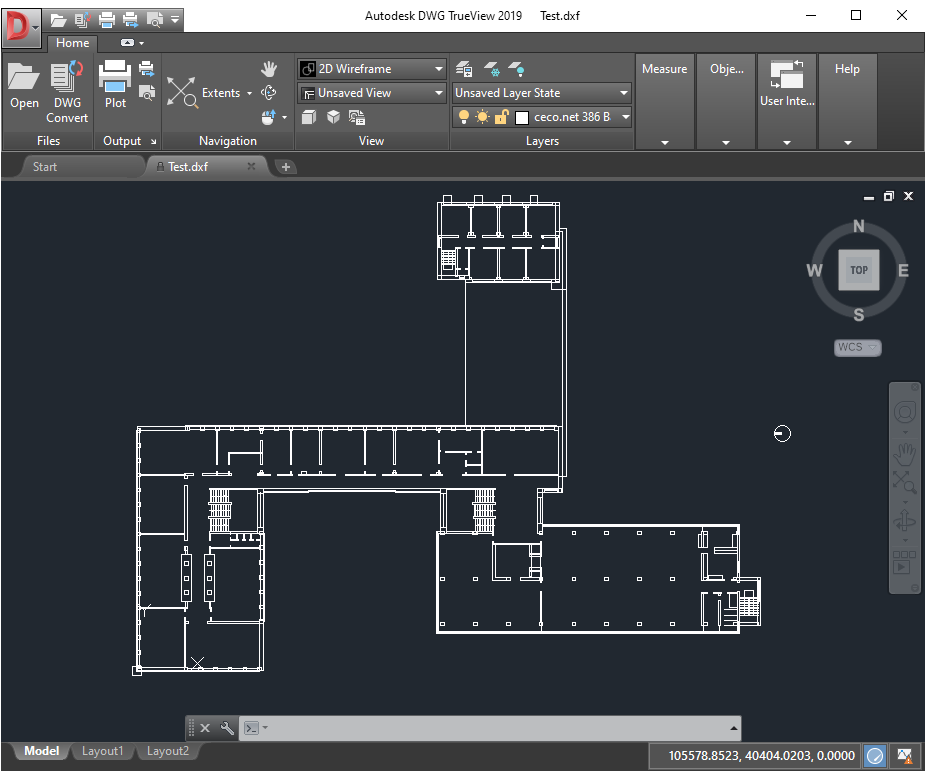 Autodesk DWG TrueView 2019 Test.dxf
D
Home
Open DWG Convert
Plot
Extents
2D Wireframe
Unsaved View
Unsaved Layer State
ceco.net 386 B
Measure
Obje...
User Inte...
Help
Files Output Navigation View Layers
Start Test.dxf
N
W TOP E
S
WCS
Model Layout1 Layout2
105578.8523, 40404.0203, 0.0000